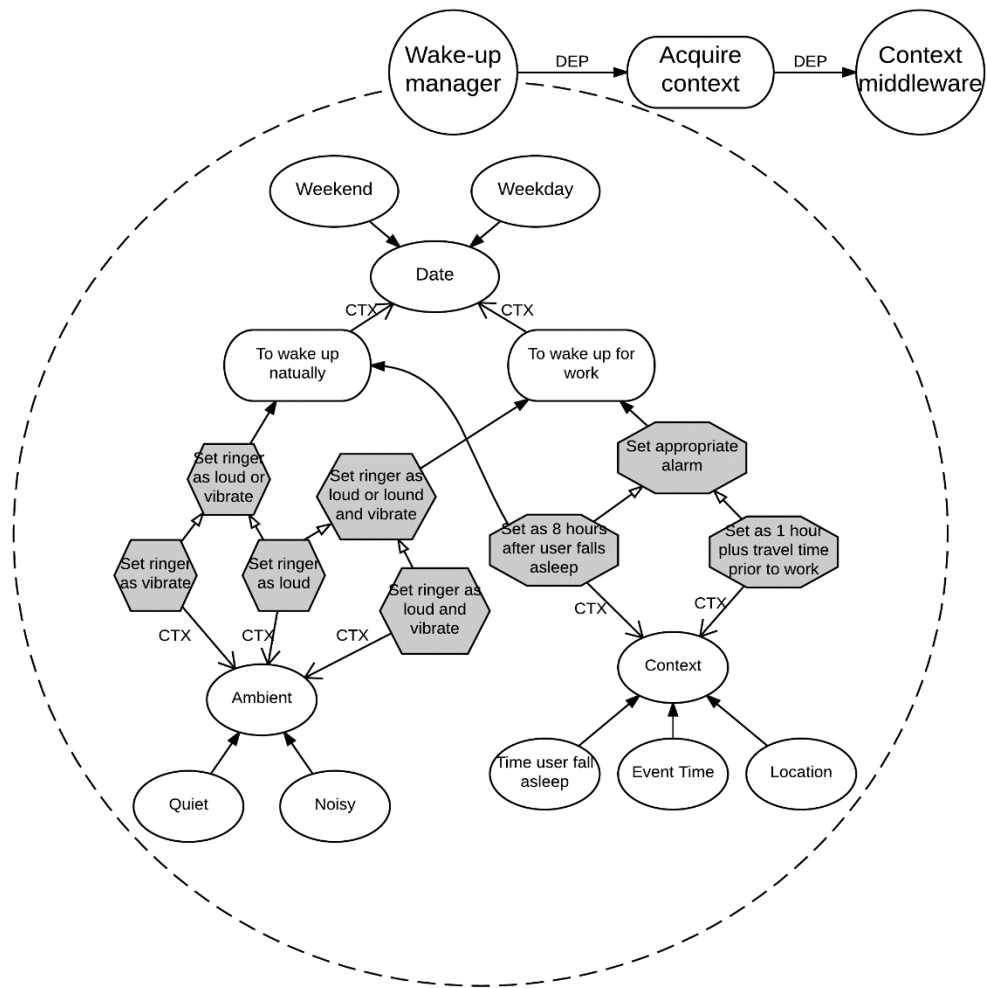 Wake-up
manager
DEP
Acquire
context
DEP
Context
middleware
Weekend
Weekday
Date
CTX
CTX
To wake up
natually
To wake up for
work
Set ringer
as loud or
vibrate
Set ringer as
loud or lound
and vibrate
Set appropriate
alarm
Set ringer
as vibrate
Set ringer
as loud
Set ringer as
loud and
vibrate
Set as 8 hours
after user falls
asleep
Set as 1 hour
plus travel time
prior to work
CTX
CTX
CTX
CTX
CTX
Ambient
Context
Quiet
Noisy
Time user fall
asleep
Event Time
Location